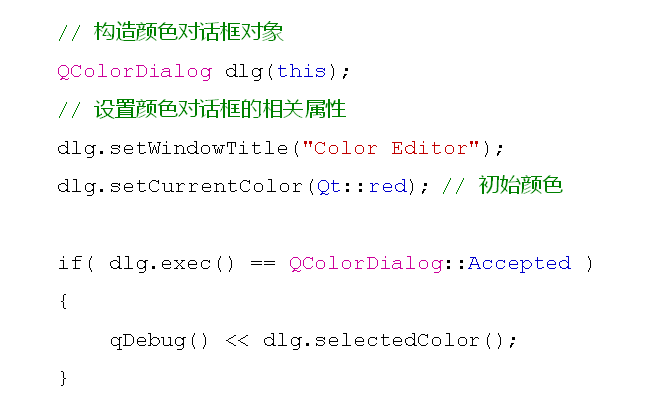 // 构造颜色对话框对象
QColorDialog dlg(this);
// 设置颜色对话框的相关属性
dlg.setWindowTitle("Color Editor");
dlg.setCurrentColor(Qt::red); // 初始颜色
if( dlg.exec() == QColorDialog::Accepted )
{
    qDebug() << dlg.selectedColor();
}